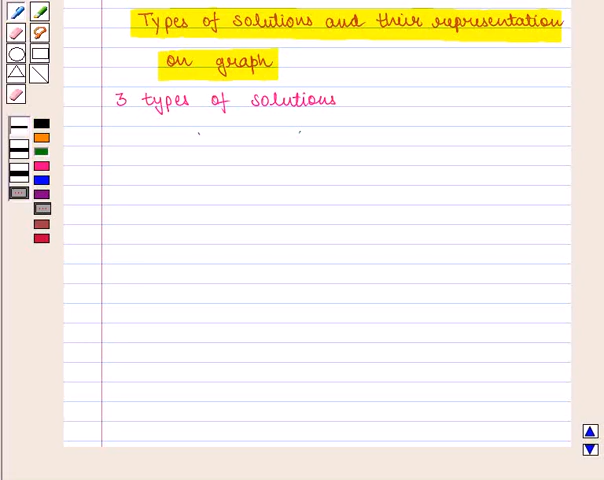 Types of solutions and their representation
on graph
3 types of solutions